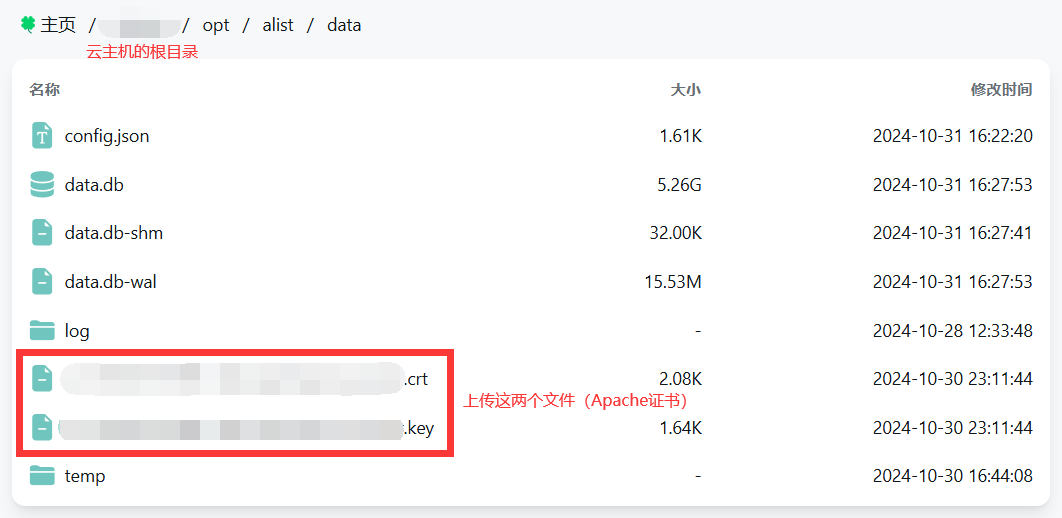 主页 / / opt / alist / data
云主机的根目录
名称 大小 修改时间
config.json 1.61K 2024-10-31 16:22:20
data.db 5.26G 2024-10-31 16:27:53
data.db-shm 32.00K 2024-10-31 16:27:41
data.db-wal 15.53M 2024-10-31 16:27:53
log - 2024-10-28 12:33:48
.crt 2.08K 2024-10-30 23:11:44
上传这两个文件（Apache证书）
.key 1.64K 2024-10-30 23:11:44
temp - 2024-10-30 16:44:08